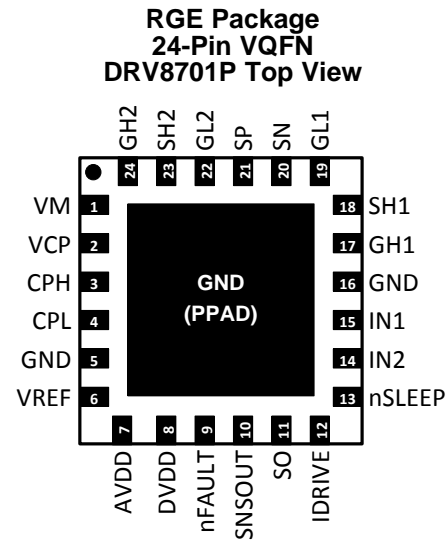 RGE Package
24-Pin VQFN
DRV8701P Top View
GH2
SH2
GL2
SP
SN
GL1
24
23
22
21
20
19
VM 1
VCP 2
CPH 3
CPL 4
GND 5
VREF 6
GND
(PPAD)
18 SH1
17 GH1
16 GND
15 IN1
14 IN2
13 nSLEEP
7
8
9
10
11
12
AVDD
DVDD
nFAULT
SNSOUT
SO
IDRIVE